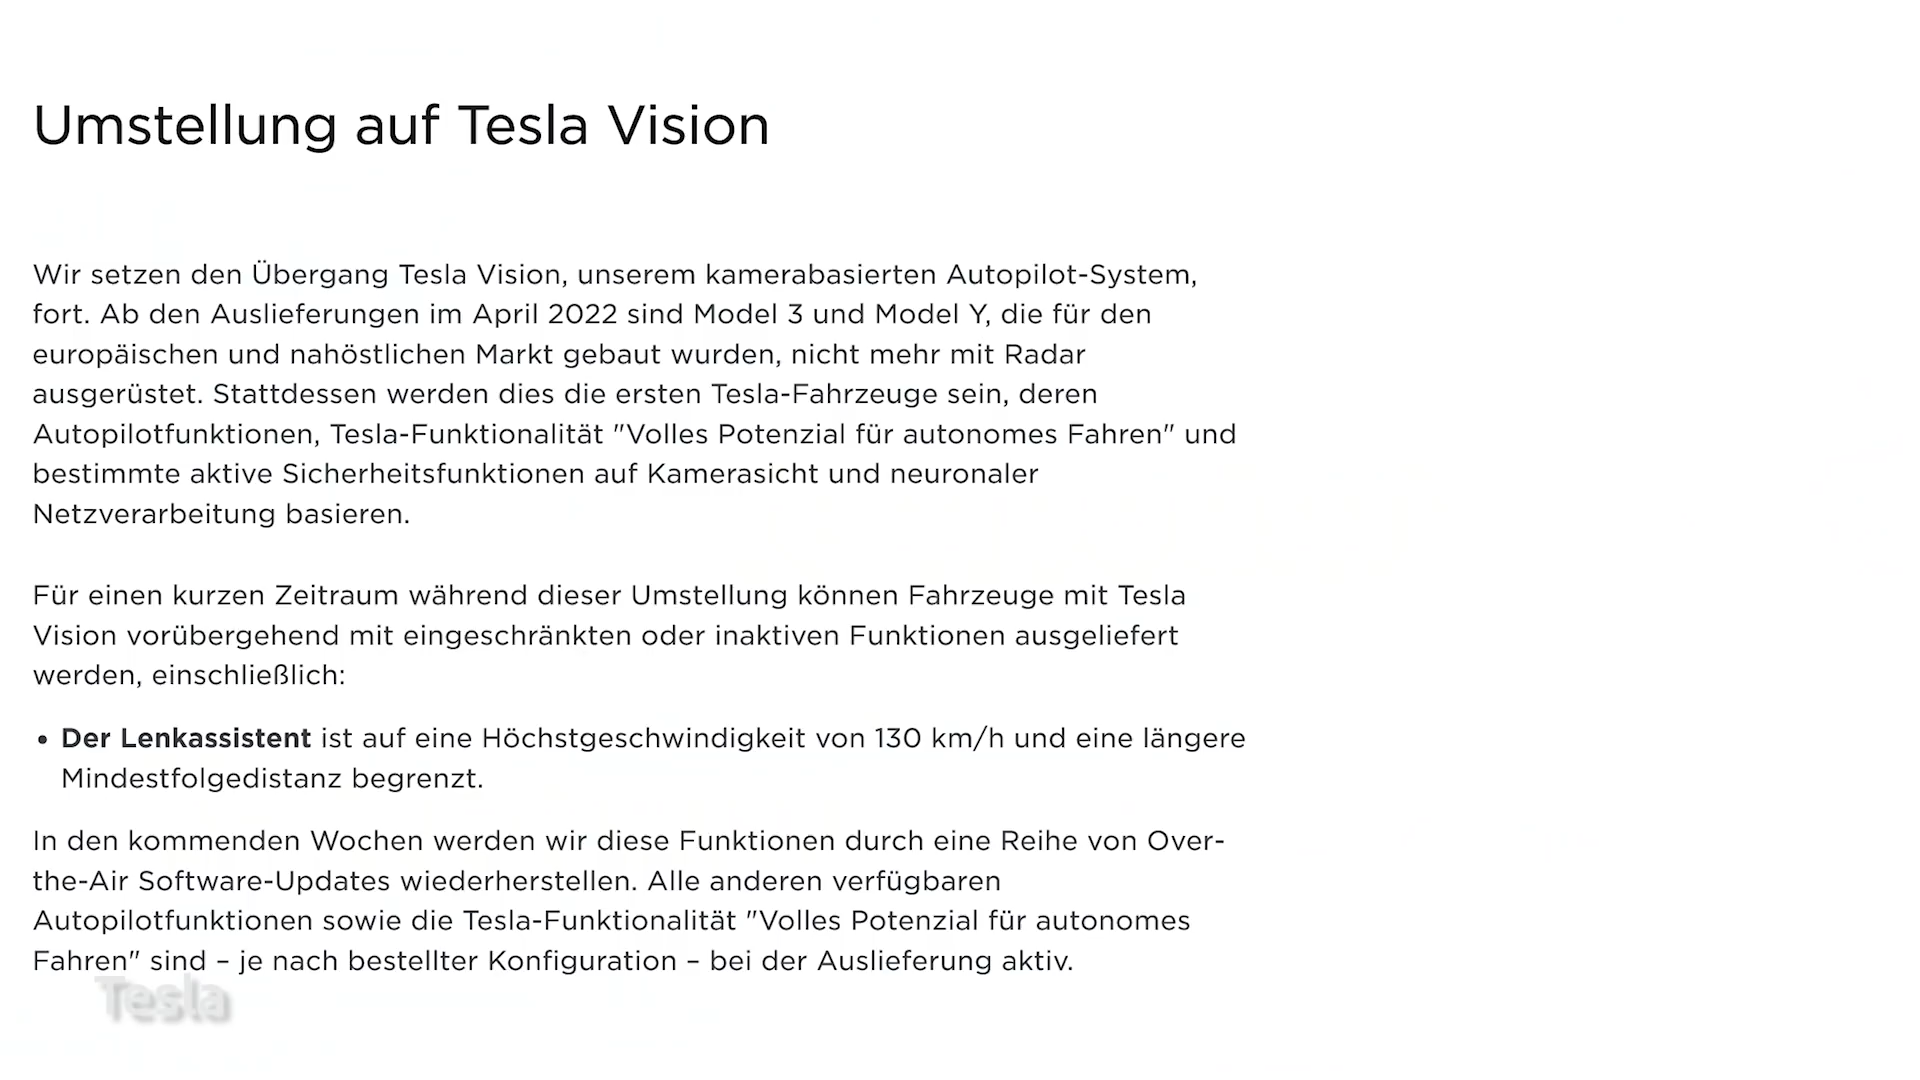 Umstellung auf Tesla Vision
Wir setzen den Übergang Tesla Vision, unserem kamerabasierten Autopilot-System,
fort. Ab den Auslieferungen im April 2022 sind Model 3 und Model Y, die für den
europäischen und nahöstlichen Markt gebaut wurden, nicht mehr mit Radar
ausgerüstet. Stattdessen werden dies die ersten Tesla-Fahrzeuge sein, deren
Autopilotfunktionen, Tesla-Funktionalität "Volles Potenzial für autonomes Fahren" und
bestimmte aktive Sicherheitsfunktionen auf Kamerasicht und neuronaler
Netzverarbeitung basieren.
Für einen kurzen Zeitraum während dieser Umstellung können Fahrzeuge mit Tesla
Vision vorübergehend mit eingeschränkten oder inaktiven Funktionen ausgeliefert
werden, einschließlich:
• Der Lenkassistent ist auf eine Höchstgeschwindigkeit von 130 km/h und eine längere
Mindestfolgedistanz begrenzt.
In den kommenden Wochen werden wir diese Funktionen durch eine Reihe von Over-
the-Air Software-Updates wiederherstellen. Alle anderen verfügbaren
Autopilotfunktionen sowie die Tesla-Funktionalität "Volles Potenzial für autonomes
Fahren" sind – je nach bestellter Konfiguration – bei der Auslieferung aktiv.
Tesla